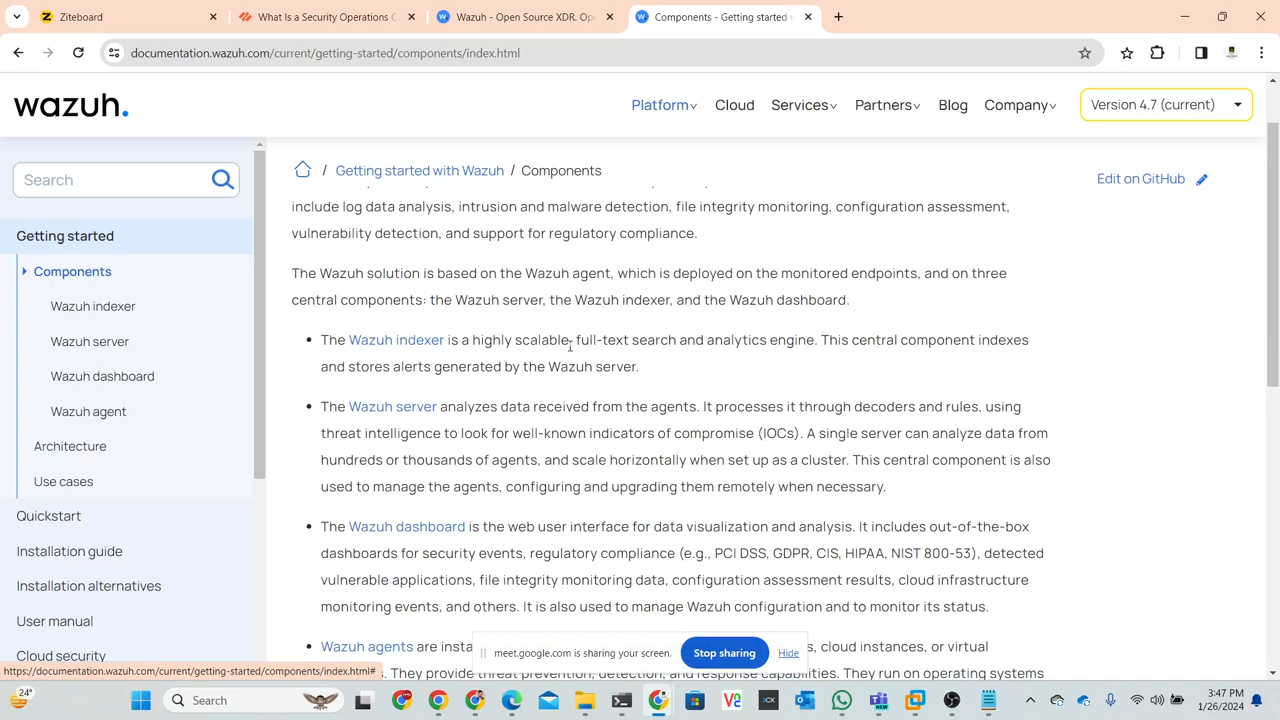 Ziteboard
What Is a Security Operations C
Wazuh - Open Source XDR. Op
Components - Getting started w
documentation.wazuh.com/current/getting-started/components/index.html
wazuh.
Platform
Cloud
Services
Partners
Blog
Company
Version 4.7 (current)
Search
Getting started
Components
Wazuh indexer
Wazuh server
Wazuh dashboard
Wazuh agent
Architecture
Use cases
Quickstart
Installation guide
Installation alternatives
User manual
Cloud security
/ Getting started with Wazuh / Components
Edit on GitHub
include log data analysis, intrusion and malware detection, file integrity monitoring, configuration assessment,
vulnerability detection, and support for regulatory compliance.
The Wazuh solution is based on the Wazuh agent, which is deployed on the monitored endpoints, and on three
central components: the Wazuh server, the Wazuh indexer, and the Wazuh dashboard.
• The Wazuh indexer is a highly scalable, full-text search and analytics engine. This central component indexes
and stores alerts generated by the Wazuh server.
• The Wazuh server analyzes data received from the agents. It processes it through decoders and rules, using
threat intelligence to look for well-known indicators of compromise (IOCs). A single server can analyze data from
hundreds or thousands of agents, and scale horizontally when set up as a cluster. This central component is also
used to manage the agents, configuring and upgrading them remotely when necessary.
• The Wazuh dashboard is the web user interface for data visualization and analysis. It includes out-of-the-box
dashboards for security events, regulatory compliance (e.g., PCI DSS, GDPR, CIS, HIPAA, NIST 800-53), detected
vulnerable applications, file integrity monitoring data, configuration assessment results, cloud infrastructure
monitoring events, and others. It is also used to manage Wazuh configuration and to monitor its status.
• Wazuh agents are insta s, cloud instances, or virtual
They provide threat prevention, detection, and response capabilities. They run on operating systems
meet.google.com is sharing your screen.
Stop sharing
Hide
https://documentation.wazuh.com/current/getting-started/components/index.html#
24°
Search
3:47 PM
1/26/2024